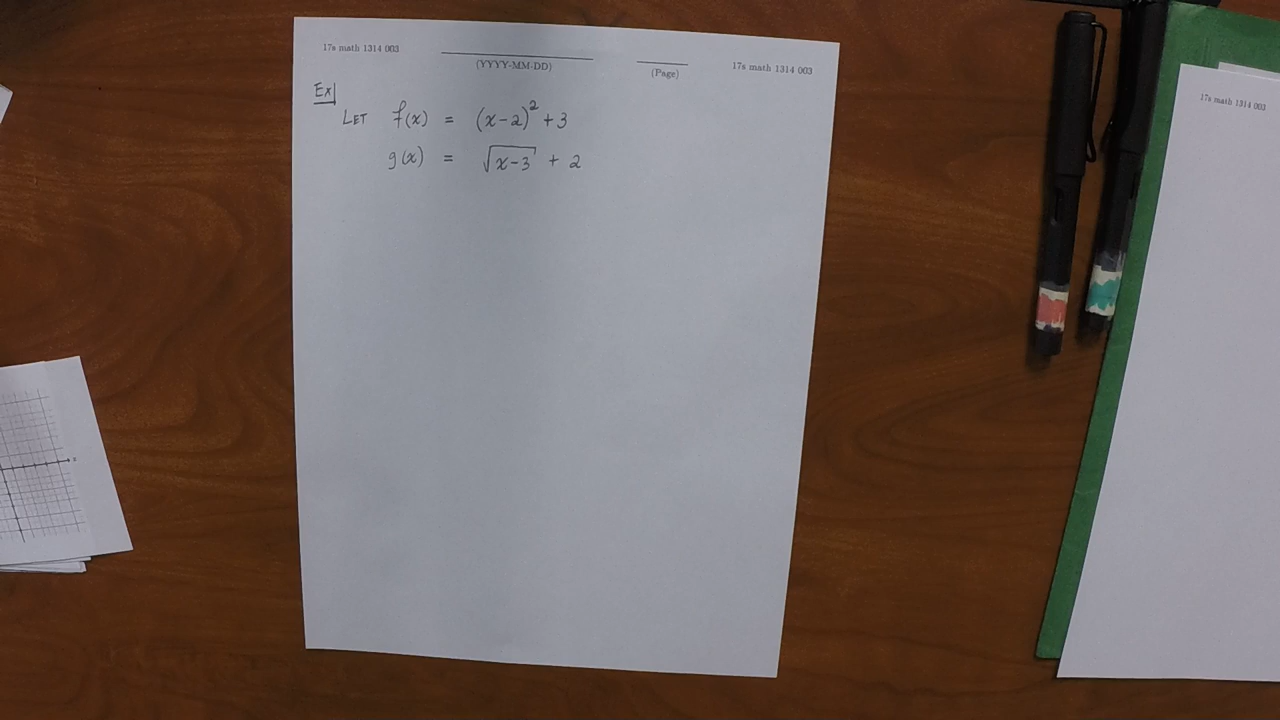 17s math 1314 003
(YYYY-MM-DD)
(Page)
17s math 1314 003
Ex
LET f(x) = (x-2)² + 3
g(x) = √(x-3) + 2
17s math 1314 003
x